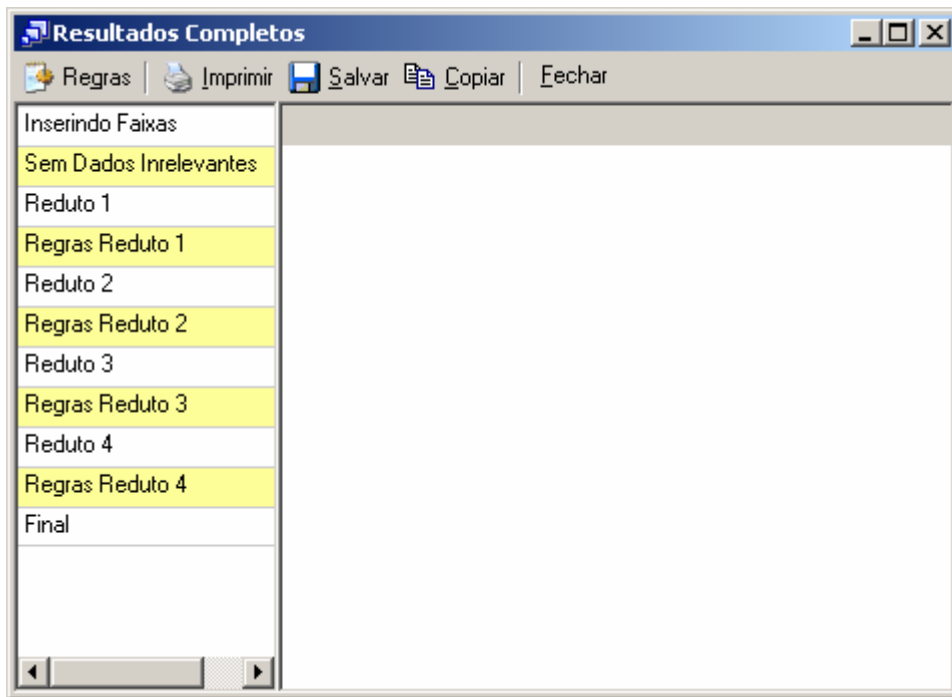 Resultados Completos
Regras Imprimir Salvar Copiar Fechar
Inserindo Faixas
Sem Dados Inrelevantes
Reduto 1
Regras Reduto 1
Reduto 2
Regras Reduto 2
Reduto 3
Regras Reduto 3
Reduto 4
Regras Reduto 4
Final